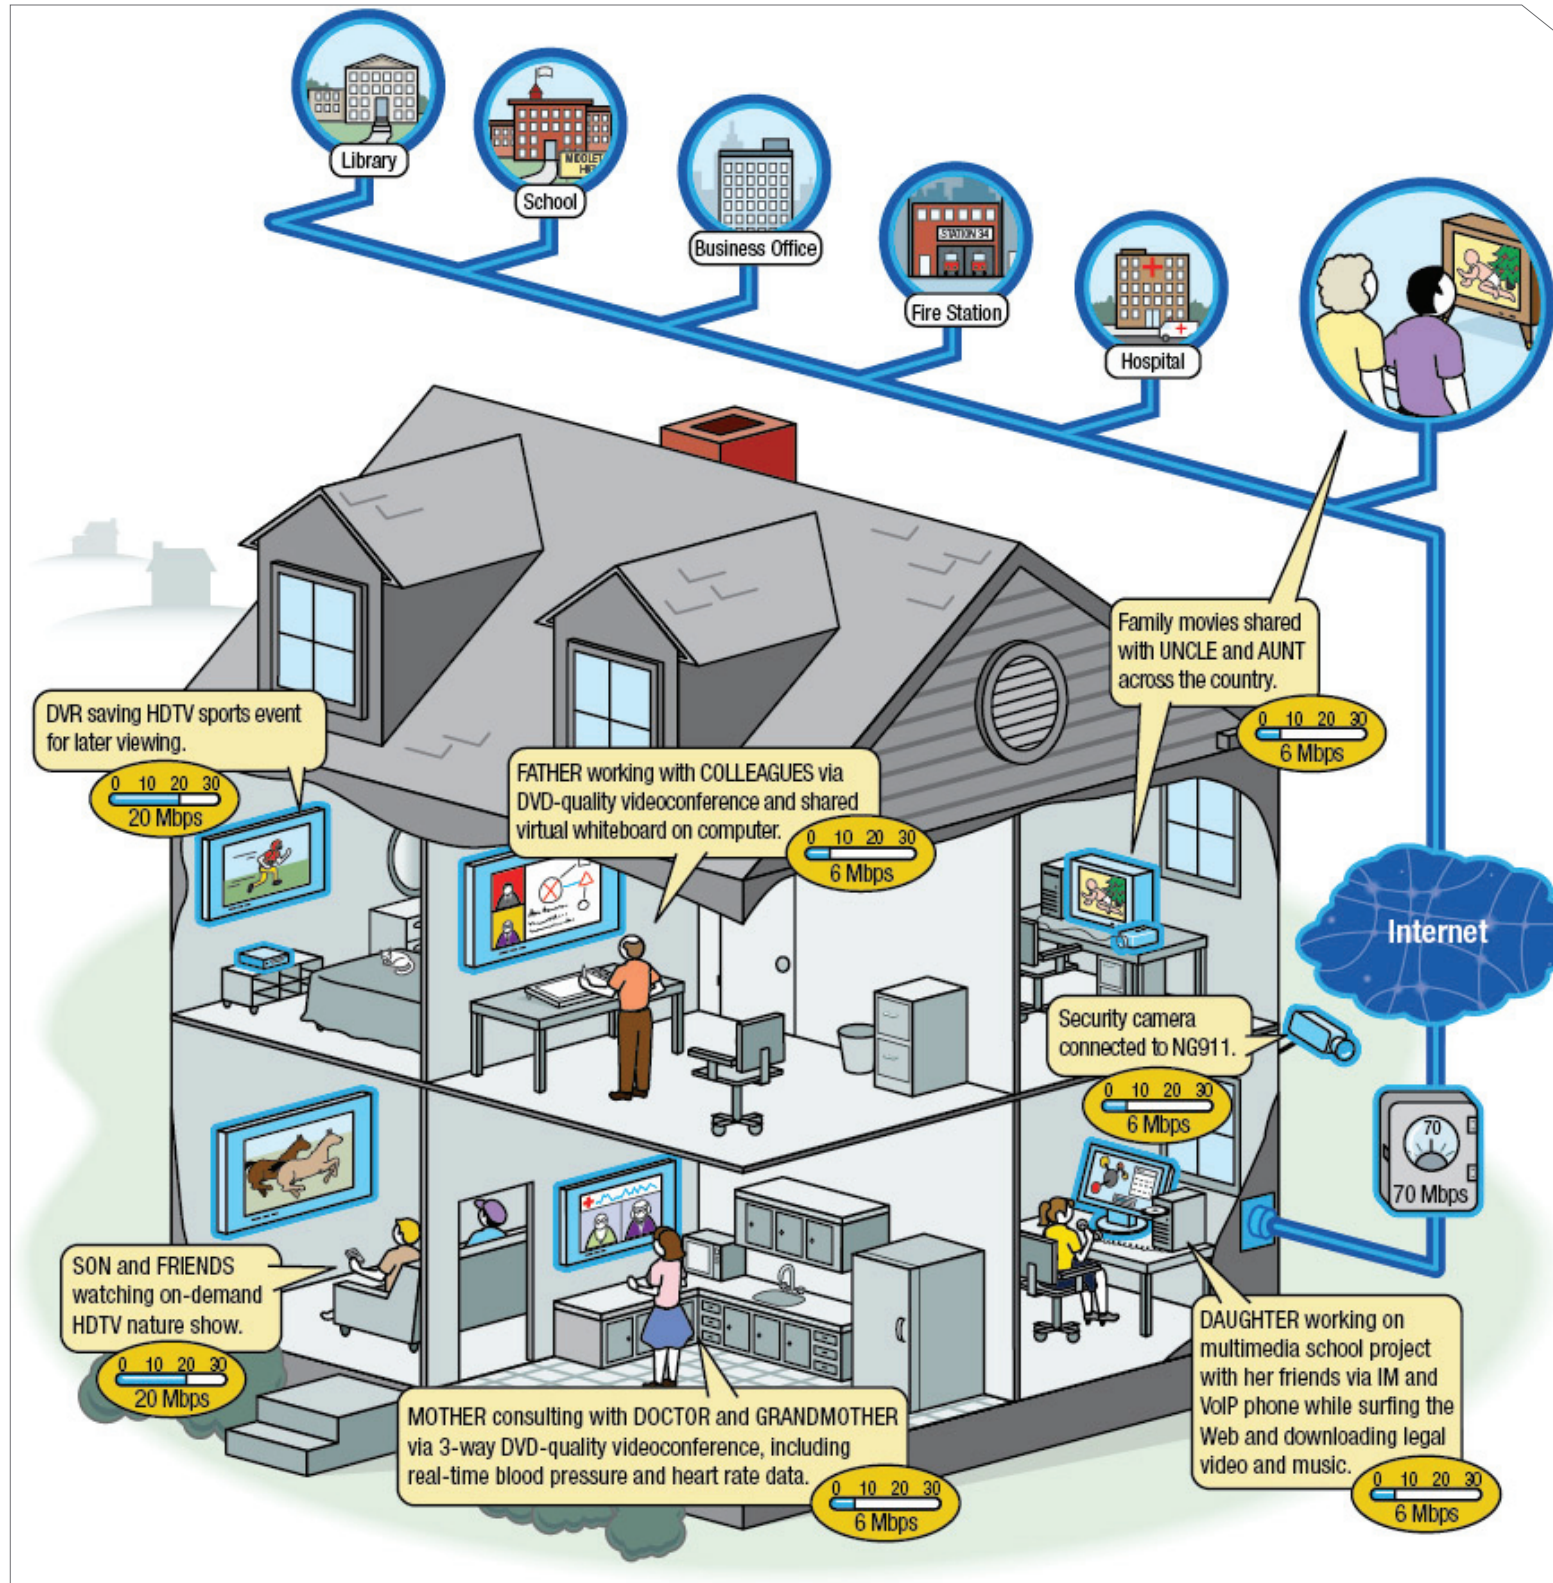 Library
MIDDLET
HI
School
Business Office
STATION 34
Fire Station
Hospital
Family movies shared
with UNCLE and AUNT
across the country.
0 10 20 30
6 Mbps
DVR saving HDTV sports event
for later viewing.
0 10 20 30
20 Mbps
FATHER working with COLLEAGUES via
DVD-quality videoconference and shared
virtual whiteboard on computer.
0 10 20 30
6 Mbps
Internet
Security camera
connected to NG911.
0 10 20 30
6 Mbps
70
70 Mbps
SON and FRIENDS
watching on-demand
HDTV nature show.
0 10 20 30
20 Mbps
MOTHER consulting with DOCTOR and GRANDMOTHER
via 3-way DVD-quality videoconference, including
real-time blood pressure and heart rate data.
0 10 20 30
6 Mbps
DAUGHTER working on
multimedia school project
with her friends via IM and
VoIP phone while surfing the
Web and downloading legal
video and music.
0 10 20 30
6 Mbps